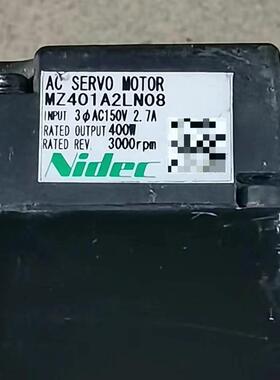 AC SERVO MOTOR
MZ401A2LN08
INPUT 3φAC150V 2.7A
RATED OUTPUT 400W
RATED REV. 3000rpm
Nidec